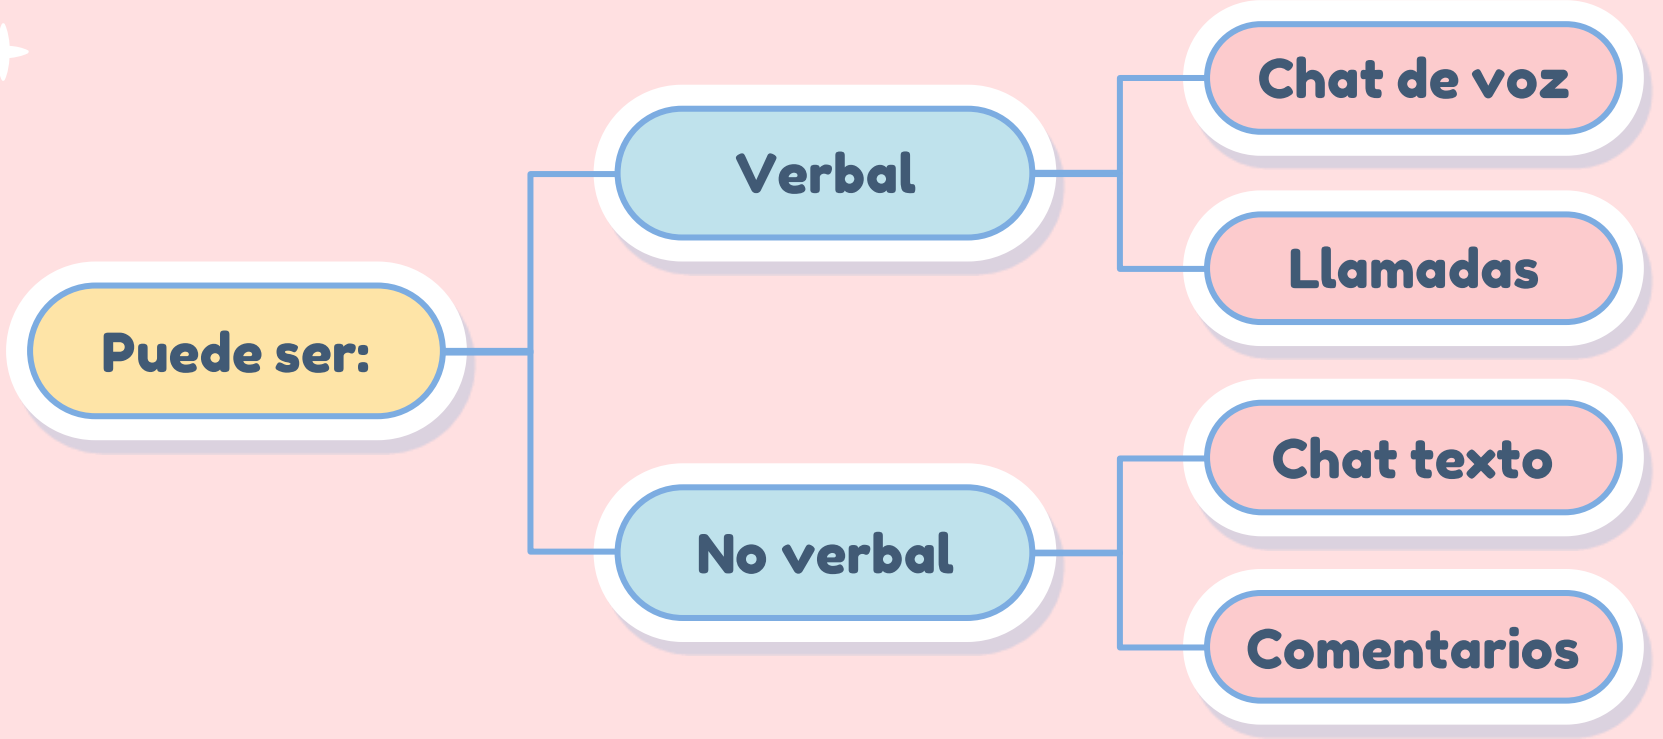 Puede ser:
Verbal
Chat de voz
Llamadas
No verbal
Chat texto
Comentarios